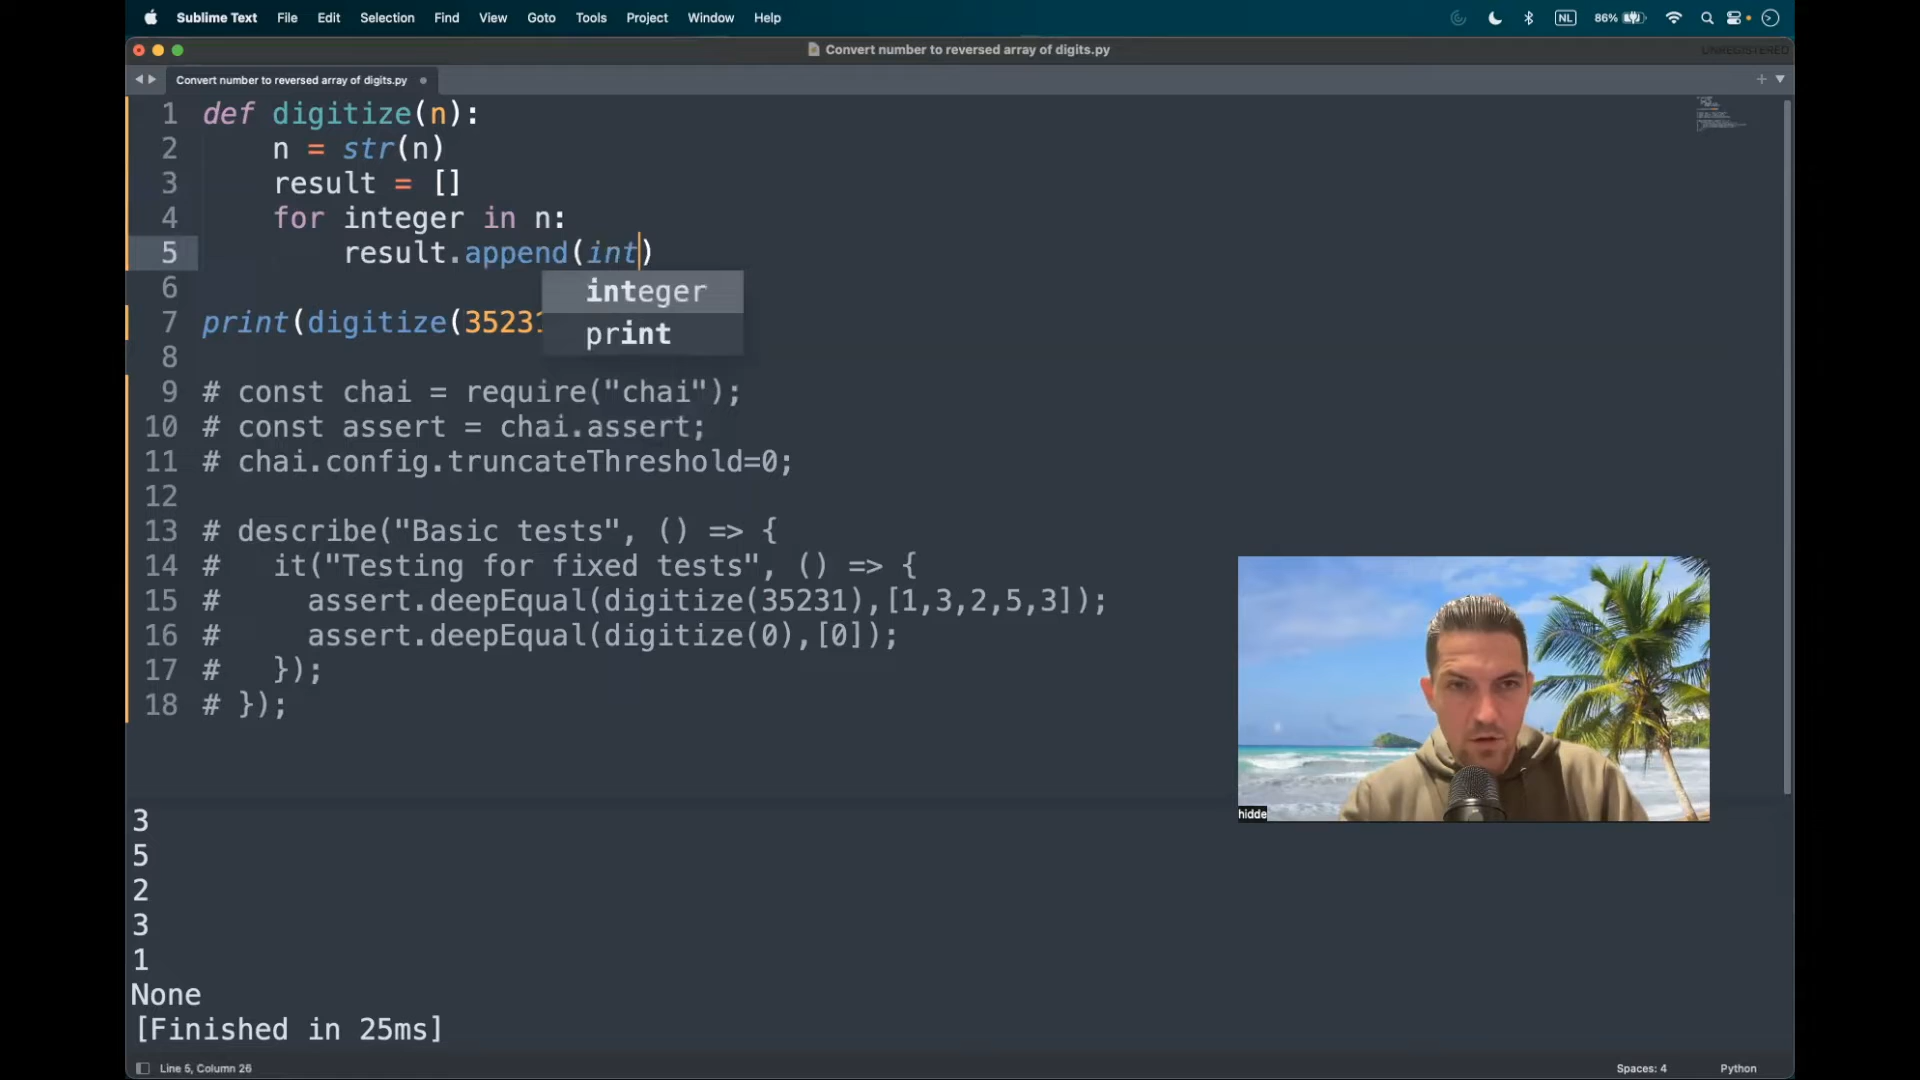 Sublime Text File Edit Selection Find View Goto Tools Project Window Help NL 86%
Convert number to reversed array of digits.py UNREGISTERED
Convert number to reversed array of digits.py
1 def digitize(n):
2 n = str(n)
3 result = []
4 for integer in n:
5 result.append(int)
6 integer
7 print(digitize(35231
print
8
9 # const chai = require("chai");
10 # const assert = chai.assert;
11 # chai.config.truncateThreshold=0;
12
13 # describe("Basic tests", () => {
14 # it("Testing for fixed tests", () => {
15 # assert.deepEqual(digitize(35231),[1,3,2,5,3]);
16 # assert.deepEqual(digitize(0),[0]);
17 # });
18 # });
hidde
3
5
2
3
1
None
[Finished in 25ms]
Line 5, Column 26 Spaces: 4 Python